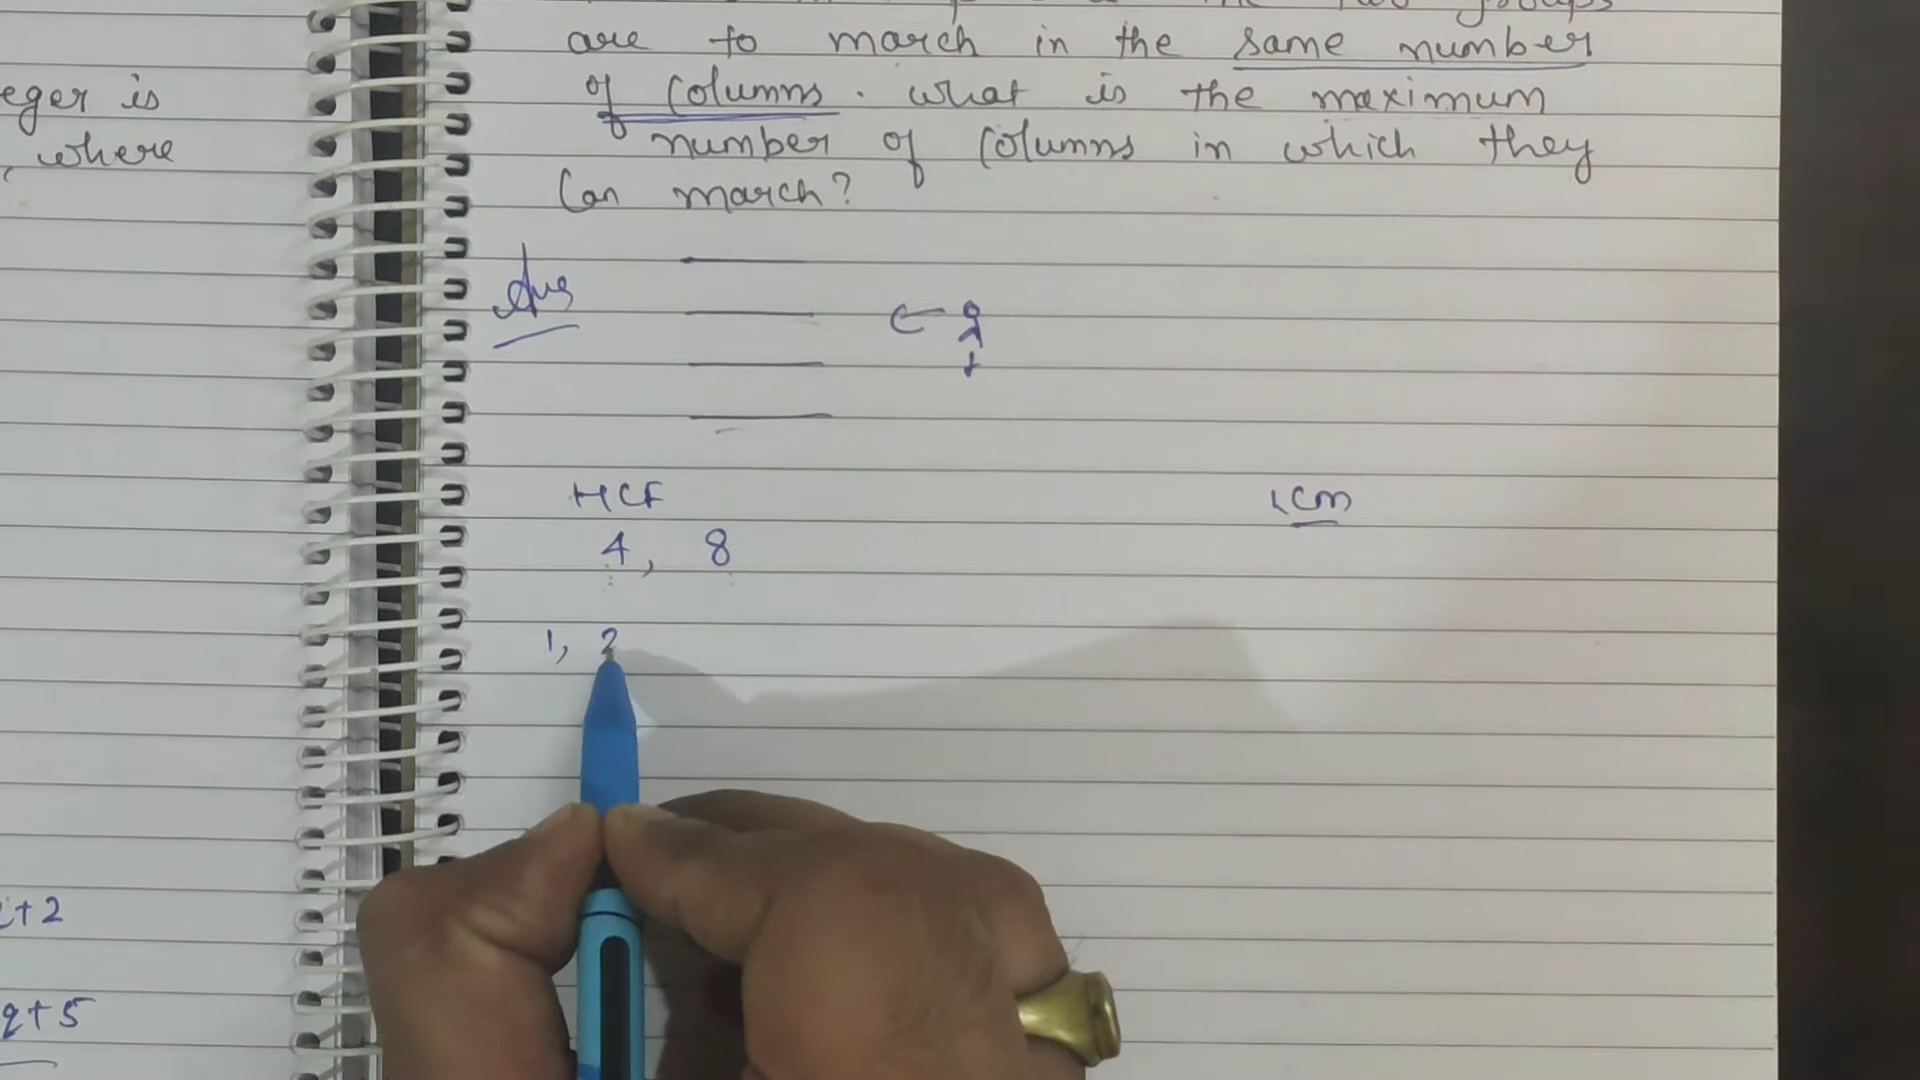 eger is
where
groups
are to march in the same number
of columns. what is the maximum
number of columns in which they
Can march?
Ans
HCF
LCM
4, 8
1, 2
+2
q+5